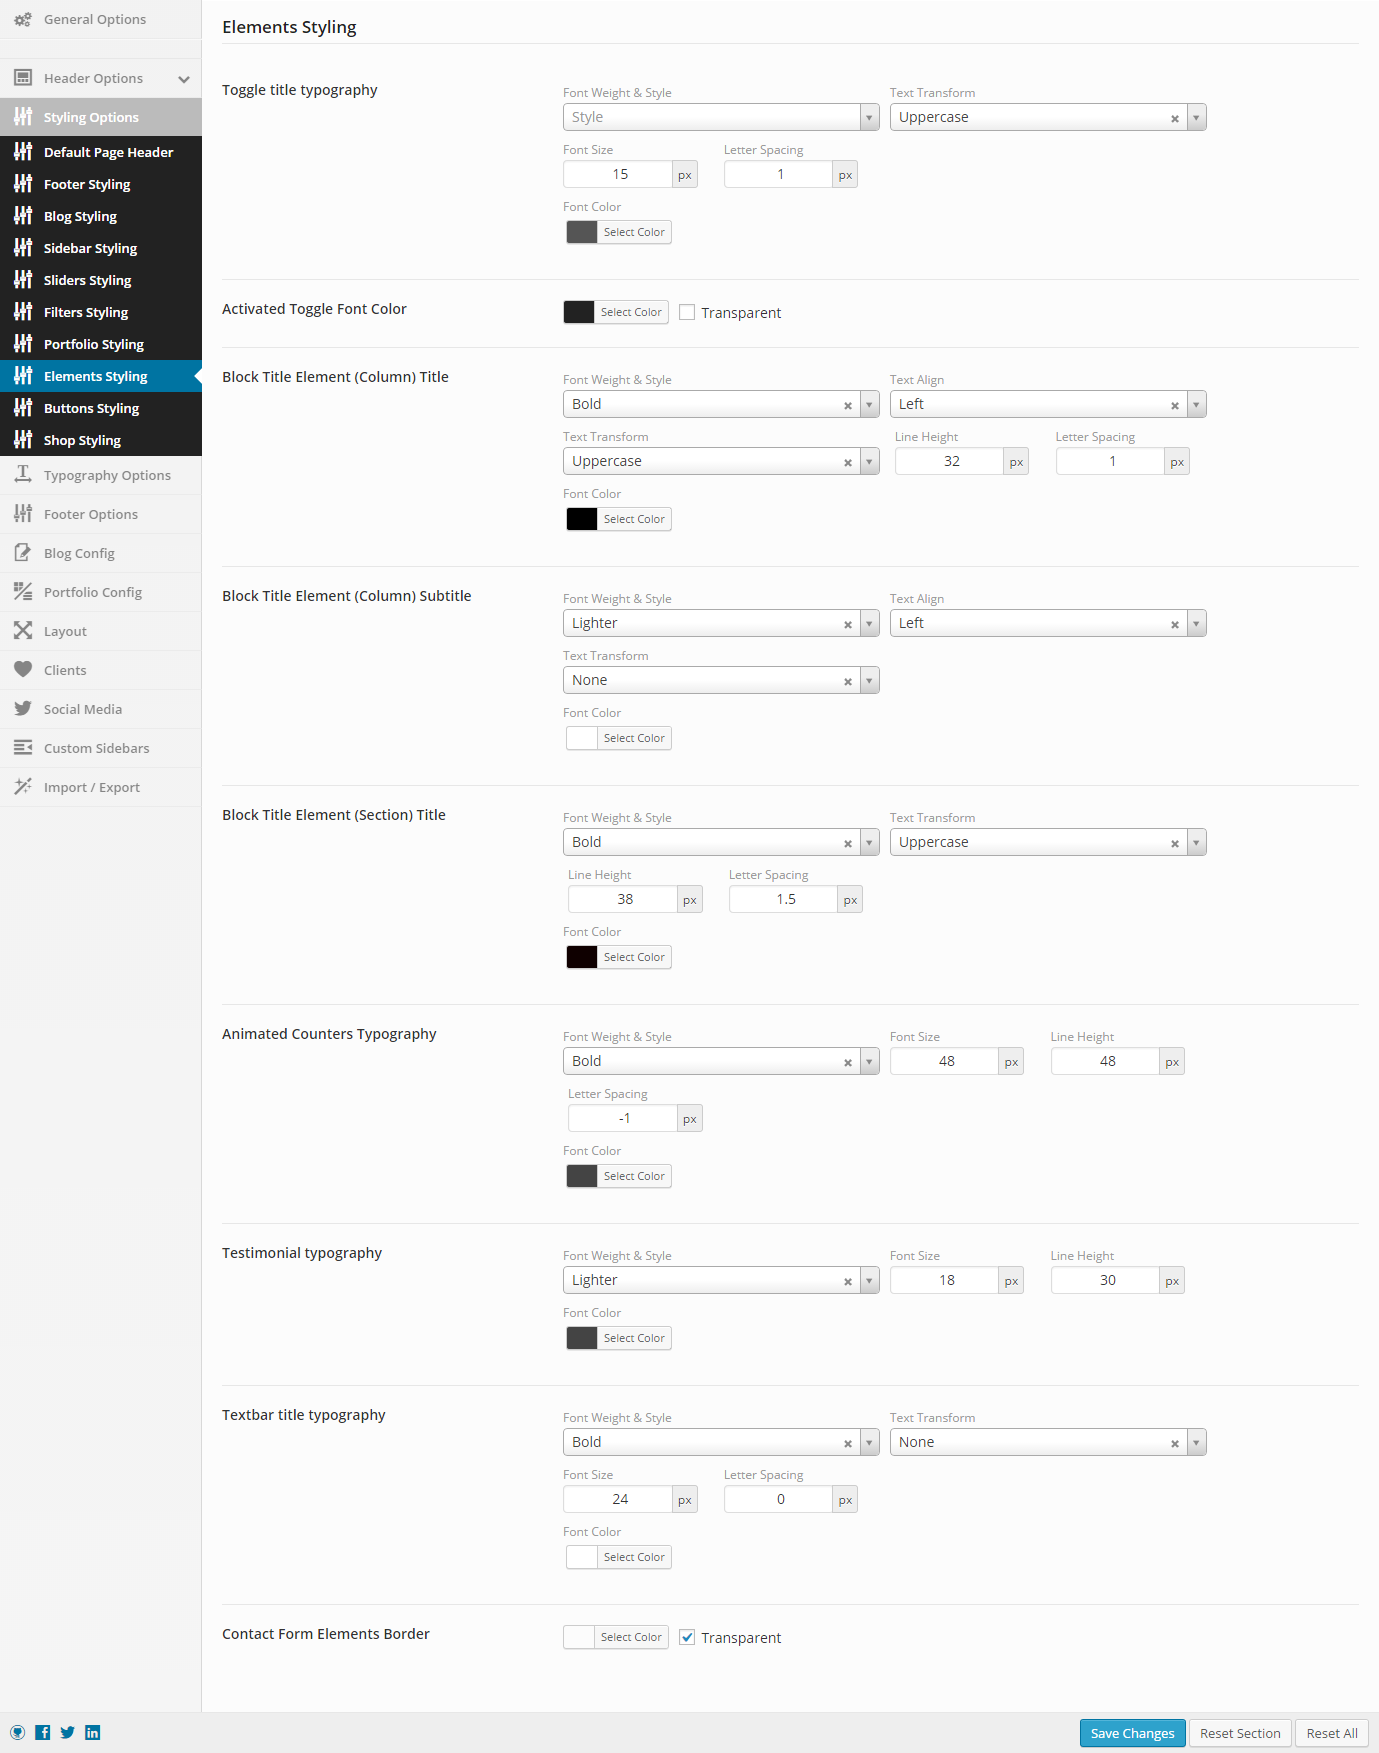 General Options
Header Options
Styling Options
Default Page Header
Footer Styling
Blog Styling
Sidebar Styling
Sliders Styling
Filters Styling
Portfolio Styling
Elements Styling
Buttons Styling
Shop Styling
Typography Options
Footer Options
Blog Config
Portfolio Config
Layout
Clients
Social Media
Custom Sidebars
Import / Export
Elements Styling
Toggle title typography
Font Weight & Style Text Transform
Style Uppercase
Font Size Letter Spacing
15 px 1 px
Font Color
Select Color
Activated Toggle Font Color Select Color Transparent
Block Title Element (Column) Title
Font Weight & Style Text Align
Bold Left
Text Transform Line Height Letter Spacing
Uppercase 32 px 1 px
Font Color
Select Color
Block Title Element (Column) Subtitle
Font Weight & Style Text Align
Lighter Left
Text Transform
None
Font Color
Select Color
Block Title Element (Section) Title
Font Weight & Style Text Transform
Bold Uppercase
Line Height Letter Spacing
38 px 1.5 px
Font Color
Select Color
Animated Counters Typography
Font Weight & Style Font Size Line Height
Bold 48 px 48 px
Letter Spacing
-1 px
Font Color
Select Color
Testimonial typography
Font Weight & Style Font Size Line Height
Lighter 18 px 30 px
Font Color
Select Color
Textbar title typography
Font Weight & Style Text Transform
Bold None
Font Size Letter Spacing
24 px 0 px
Font Color
Select Color
Contact Form Elements Border Select Color Transparent
Save Changes Reset Section Reset All